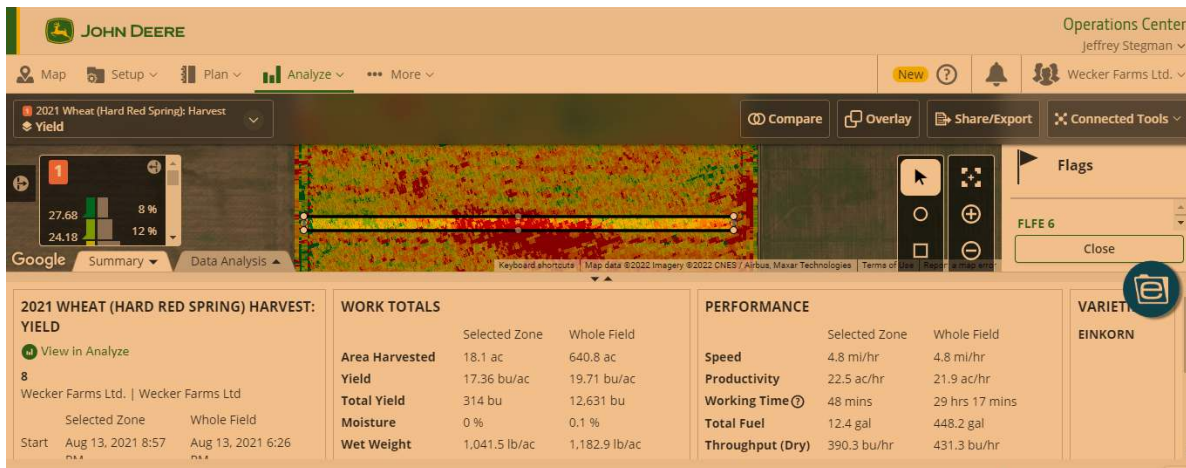 JOHN DEERE
Operations Center
Jeffrey Stegman
Map Setup Plan Analyze ••• More
New ? Wecker Farms Ltd.
1 2021 Wheat (Hard Red Spring): Harvest
Yield
Compare Overlay Share/Export Connected Tools
1
27.68 8 %
24.18 12 %
Flags
FLFE 6
Close
Google Summary Data Analysis
Keyboard shortcuts Map data ©2022 Imagery ©2022 CNES / Airbus, Maxar Technologies Terms of Use Report a map error
2021 WHEAT (HARD RED SPRING) HARVEST:
YIELD
View in Analyze
8
Wecker Farms Ltd. | Wecker Farms Ltd
Selected Zone Whole Field
Start Aug 13, 2021 8:57 Aug 13, 2021 6:26
PM PM
WORK TOTALS
Selected Zone Whole Field
Area Harvested 18.1 ac 640.8 ac
Yield 17.36 bu/ac 19.71 bu/ac
Total Yield 314 bu 12,631 bu
Moisture 0 % 0.1 %
Wet Weight 1,041.5 lb/ac 1,182.9 lb/ac
PERFORMANCE
Selected Zone Whole Field
Speed 4.8 mi/hr 4.8 mi/hr
Productivity 22.5 ac/hr 21.9 ac/hr
Working Time ? 48 mins 29 hrs 17 mins
Total Fuel 12.4 gal 448.2 gal
Throughput (Dry) 390.3 bu/hr 431.3 bu/hr
EINKORN